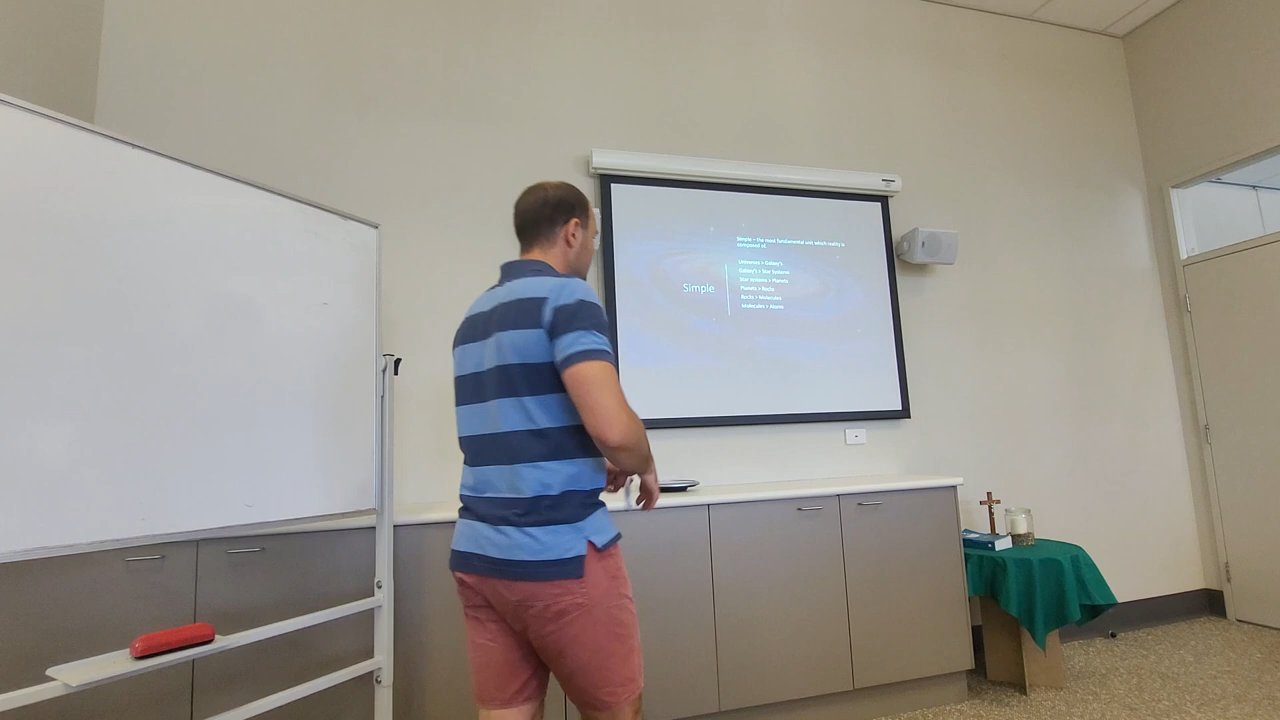 Simple – the most fundamental unit which reality is
composed of.
Simple
Universes > Galaxy's
Galaxy's > Star Systems
Star systems > Planets
Planets > Rocks
Rocks > Molecules
Molecules > Atoms